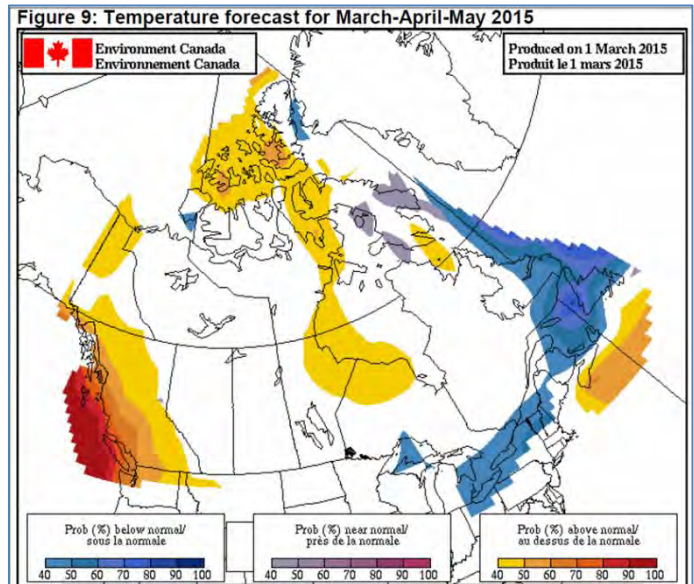 Figure 9: Temperature forecast for March-April-May 2015
Environment Canada
Environnement Canada
Produced on 1 March 2015
Produit le 1 mars 2015
Prob (%) below normal/
sous la normale
40 50 60 70 80 90 100
Prob (%) near normal/
près de la normale
40 50 60 70 80 90 100
Prob (%) above normal/
au dessus de la normale
40 50 60 70 80 90 100